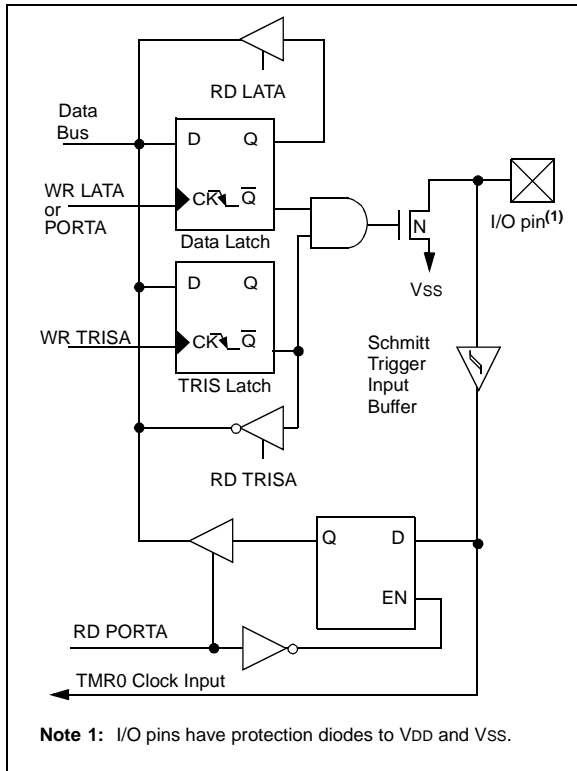 RD LATA
Data
Bus
D Q
WR LATA
or
PORTA
CK Q
Data Latch
N
I/O pin(1)
VSS
D Q
WR TRISA
CK Q
TRIS Latch
Schmitt
Trigger
Input
Buffer
RD TRISA
Q D
EN
RD PORTA
TMR0 Clock Input
Note 1: I/O pins have protection diodes to VDD and VSS.